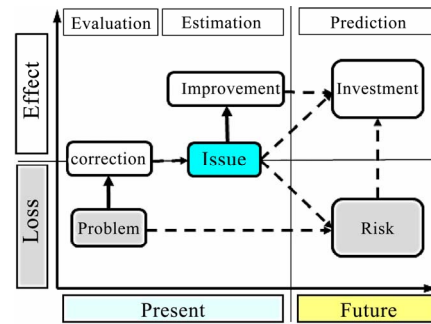 Evaluation
Estimation
Prediction
Effect
Improvement
Investment
correction
Issue
Loss
Problem
Risk
Present
Future